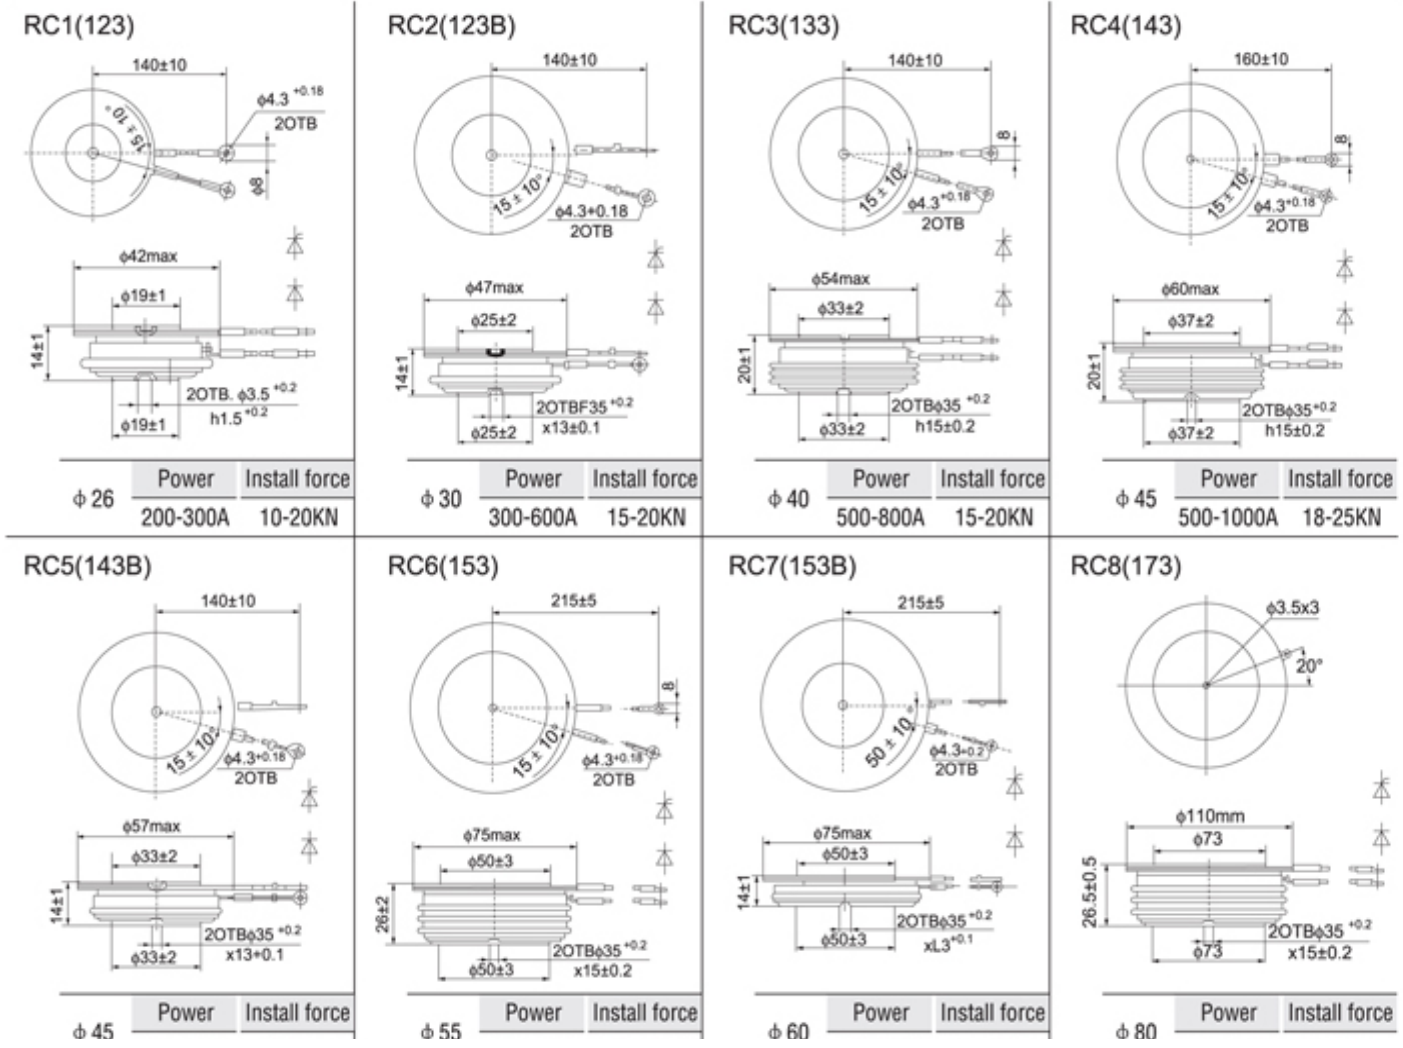 RC1(123)
140±10
15±10°
ϕ4.3 +0.18
2OTB
ϕ8
ϕ42max
ϕ19±1
14±1
2OTB. ϕ3.5 +0.2
h1.5 +0.2
ϕ19±1
ϕ 26
Power
Install force
200-300A
10-20KN
RC2(123B)
140±10
15±10°
ϕ4.3+0.18
2OTB
ϕ47max
ϕ25±2
14±1
2OTBF35 +0.2
x13±0.1
ϕ25±2
ϕ 30
Power
Install force
300-600A
15-20KN
RC3(133)
140±10
8
15±10°
ϕ4.3+0.18
2OTB
ϕ54max
ϕ33±2
20±1
2OTBϕ35 +0.2
h15±0.2
ϕ33±2
ϕ 40
Power
Install force
500-800A
15-20KN
RC4(143)
160±10
8
15±10°
ϕ4.3+0.18
2OTB
ϕ60max
ϕ37±2
20±1
2OTBϕ35+0.2
h15±0.2
ϕ37±2
ϕ 45
Power
Install force
500-1000A
18-25KN
RC5(143B)
140±10
15±10°
ϕ4.3+0.18
2OTB
ϕ57max
ϕ33±2
14±1
2OTBϕ35 +0.2
x13+0.1
ϕ33±2
ϕ 45
Power
Install force
RC6(153)
215±5
8
15±10°
ϕ4.3+0.18
2OTB
ϕ75max
ϕ50±3
26±2
2OTBϕ35 +0.2
x15±0.2
ϕ50±3
ϕ 55
Power
Install force
RC7(153B)
215±5
50±10°
ϕ4.3+0.2
2OTB
ϕ75max
ϕ50±3
14±1
2OTBϕ35 +0.2
xL3+0.1
ϕ50±3
ϕ 60
Power
Install force
RC8(173)
ϕ3.5x3
20°
ϕ110mm
ϕ73
26.5±0.5
2OTBϕ35 +0.2
x15±0.2
ϕ73
ϕ 80
Power
Install force